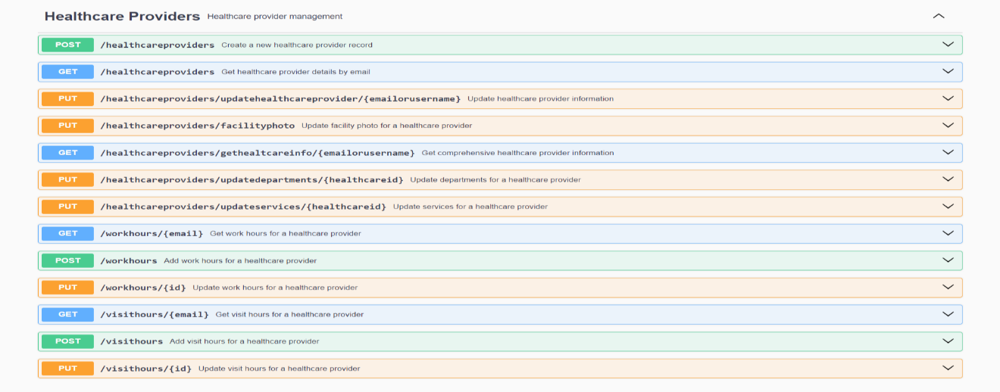 Healthcare Providers Healthcare provider management
POST /healthcareproviders Create a new healthcare provider record
GET /healthcareproviders Get healthcare provider details by email
PUT /healthcareproviders/updatehealthcareprovider/{emailorusername} Update healthcare provider information
PUT /healthcareproviders/facilityphoto Update facility photo for a healthcare provider
GET /healthcareproviders/gethealtcareinfo/{emailorusername} Get comprehensive healthcare provider information
PUT /healthcareproviders/updatedepartments/{healthcareid} Update departments for a healthcare provider
PUT /healthcareproviders/updateservices/{healthcareid} Update services for a healthcare provider
GET /workhours/{email} Get work hours for a healthcare provider
POST /workhours Add work hours for a healthcare provider
PUT /workhours/{id} Update work hours for a healthcare provider
GET /visithours/{email} Get visit hours for a healthcare provider
POST /visithours Add visit hours for a healthcare provider
PUT /visithours/{id} Update visit hours for a healthcare provider